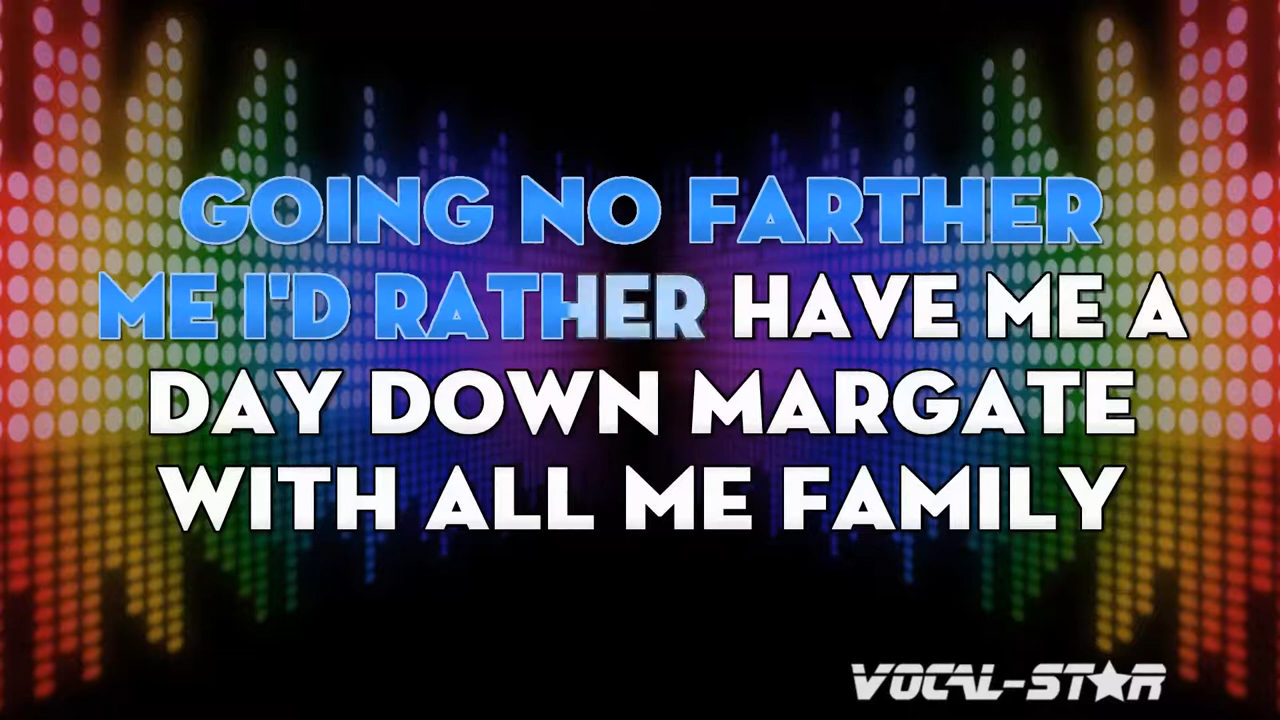 GOING NO FARTHER
ME I'D RATHER HAVE ME A
DAY DOWN MARGATE
WITH ALL ME FAMILY
VOCAL-STAR